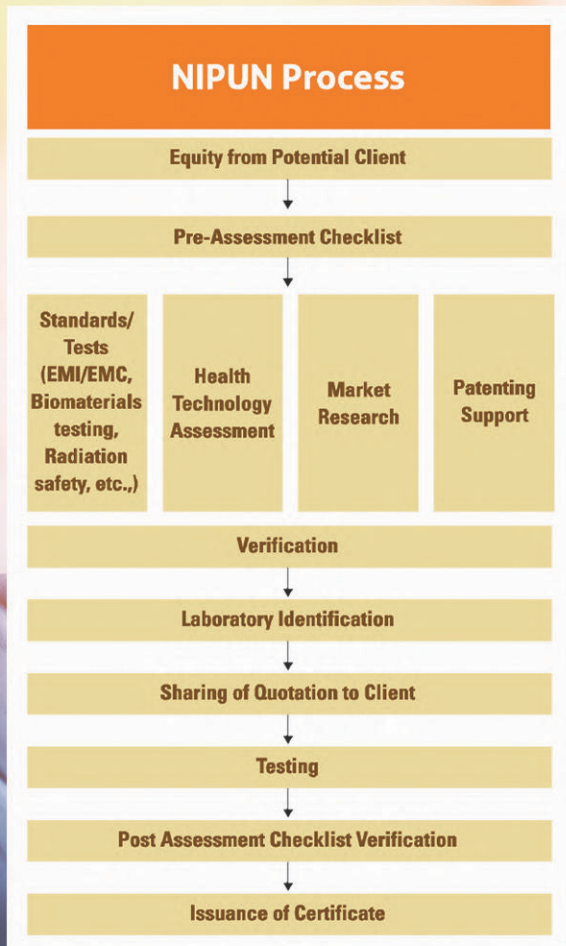 NIPUN Process
Equity from Potential Client
Pre-Assessment Checklist
Standards/
Tests
(EMI/EMC,
Biomaterials
testing,
Radiation
safety, etc.,)
Health
Technology
Assessment
Market
Research
Patenting
Support
Verification
Laboratory Identification
Sharing of Quotation to Client
Testing
Post Assessment Checklist Verification
Issuance of Certificate